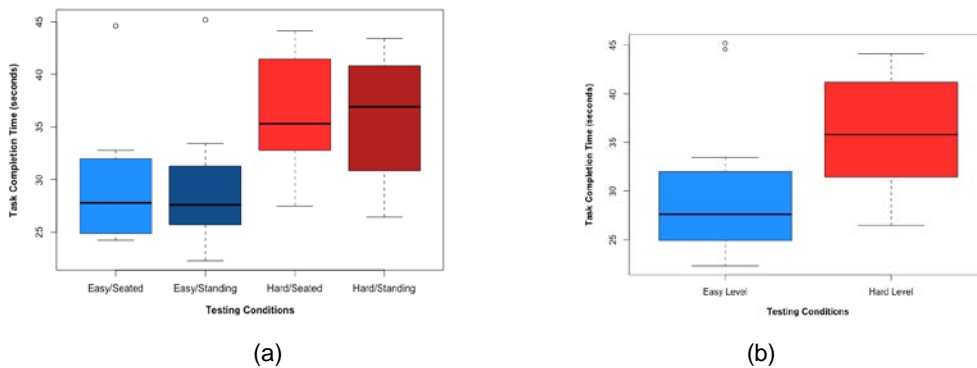 45
40
35
30
25
Task Completion Time (seconds)
Easy/Seated Easy/Standing Hard/Seated Hard/Standing
Testing Conditions
(a)
45
40
35
30
25
Task Completion Time (seconds)
Easy Level Hard Level
Testing Conditions
(b)